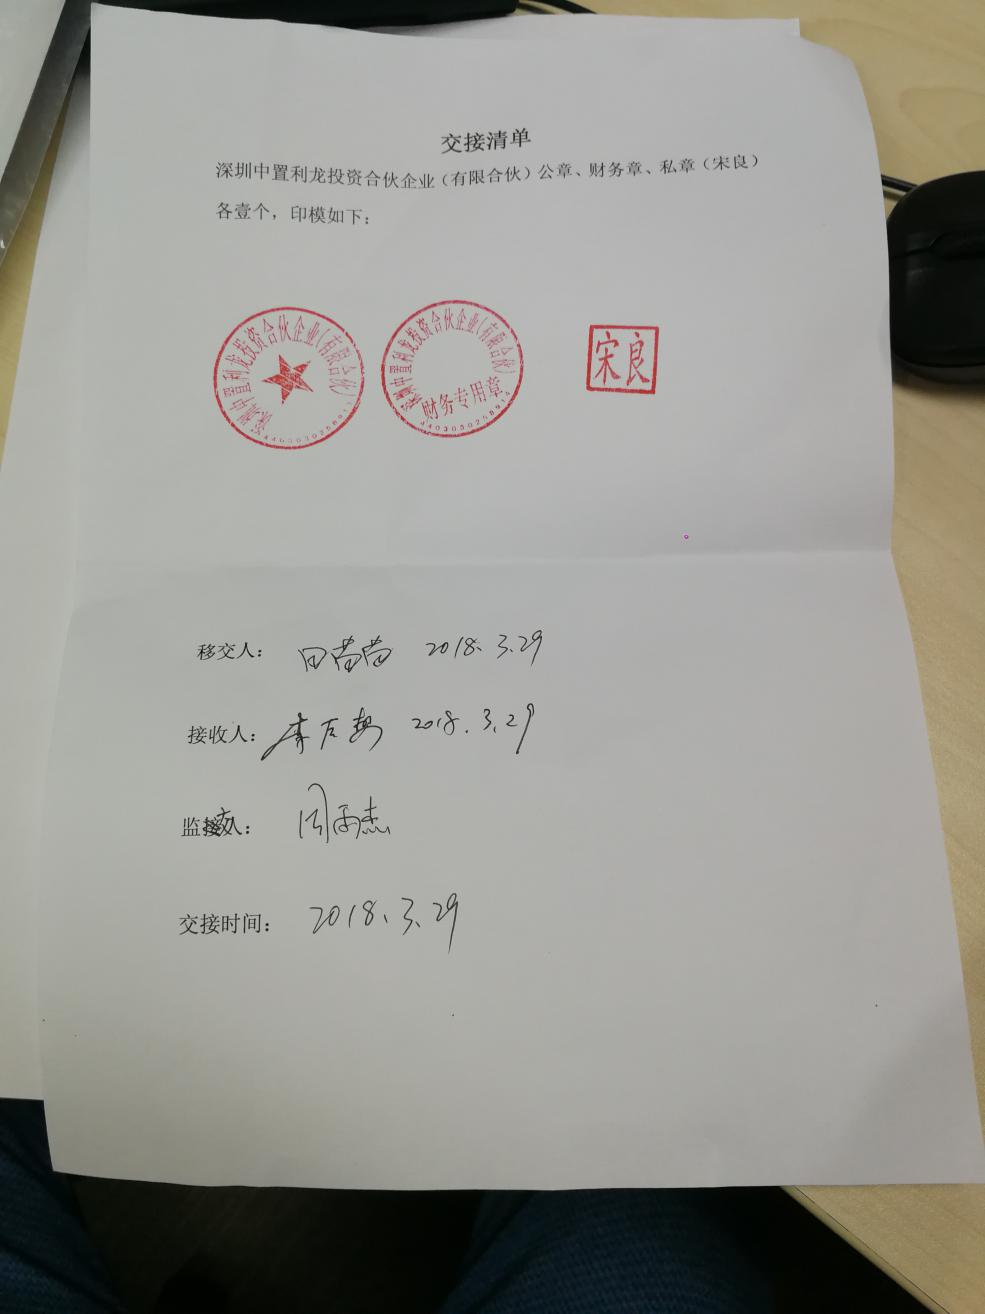 交接清单
深圳中置利龙投资合伙企业（有限合伙）公章、财务章、私章（宋良）
各壹个，印模如下：
深圳中置利龙投资合伙企业（有限合伙）
深圳中置利龙投资合伙企业（有限合伙）
财务专用章
宋良
移交人： 田苗苗 2018.3.29
接收人： 2018.3.29
监交人： 周雨杰
交接时间： 2018.3.29